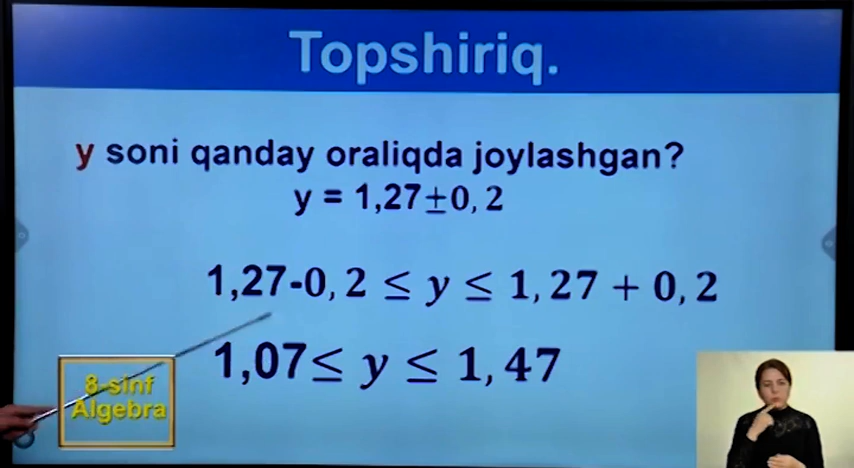 Topshiriq.
y soni qanday oraliqda joylashgan?
y = 1,27±0, 2
1,27-0, 2 ≤ y ≤ 1, 27 + 0, 2
1,07≤ y ≤ 1, 47
8-sinf
Algebra